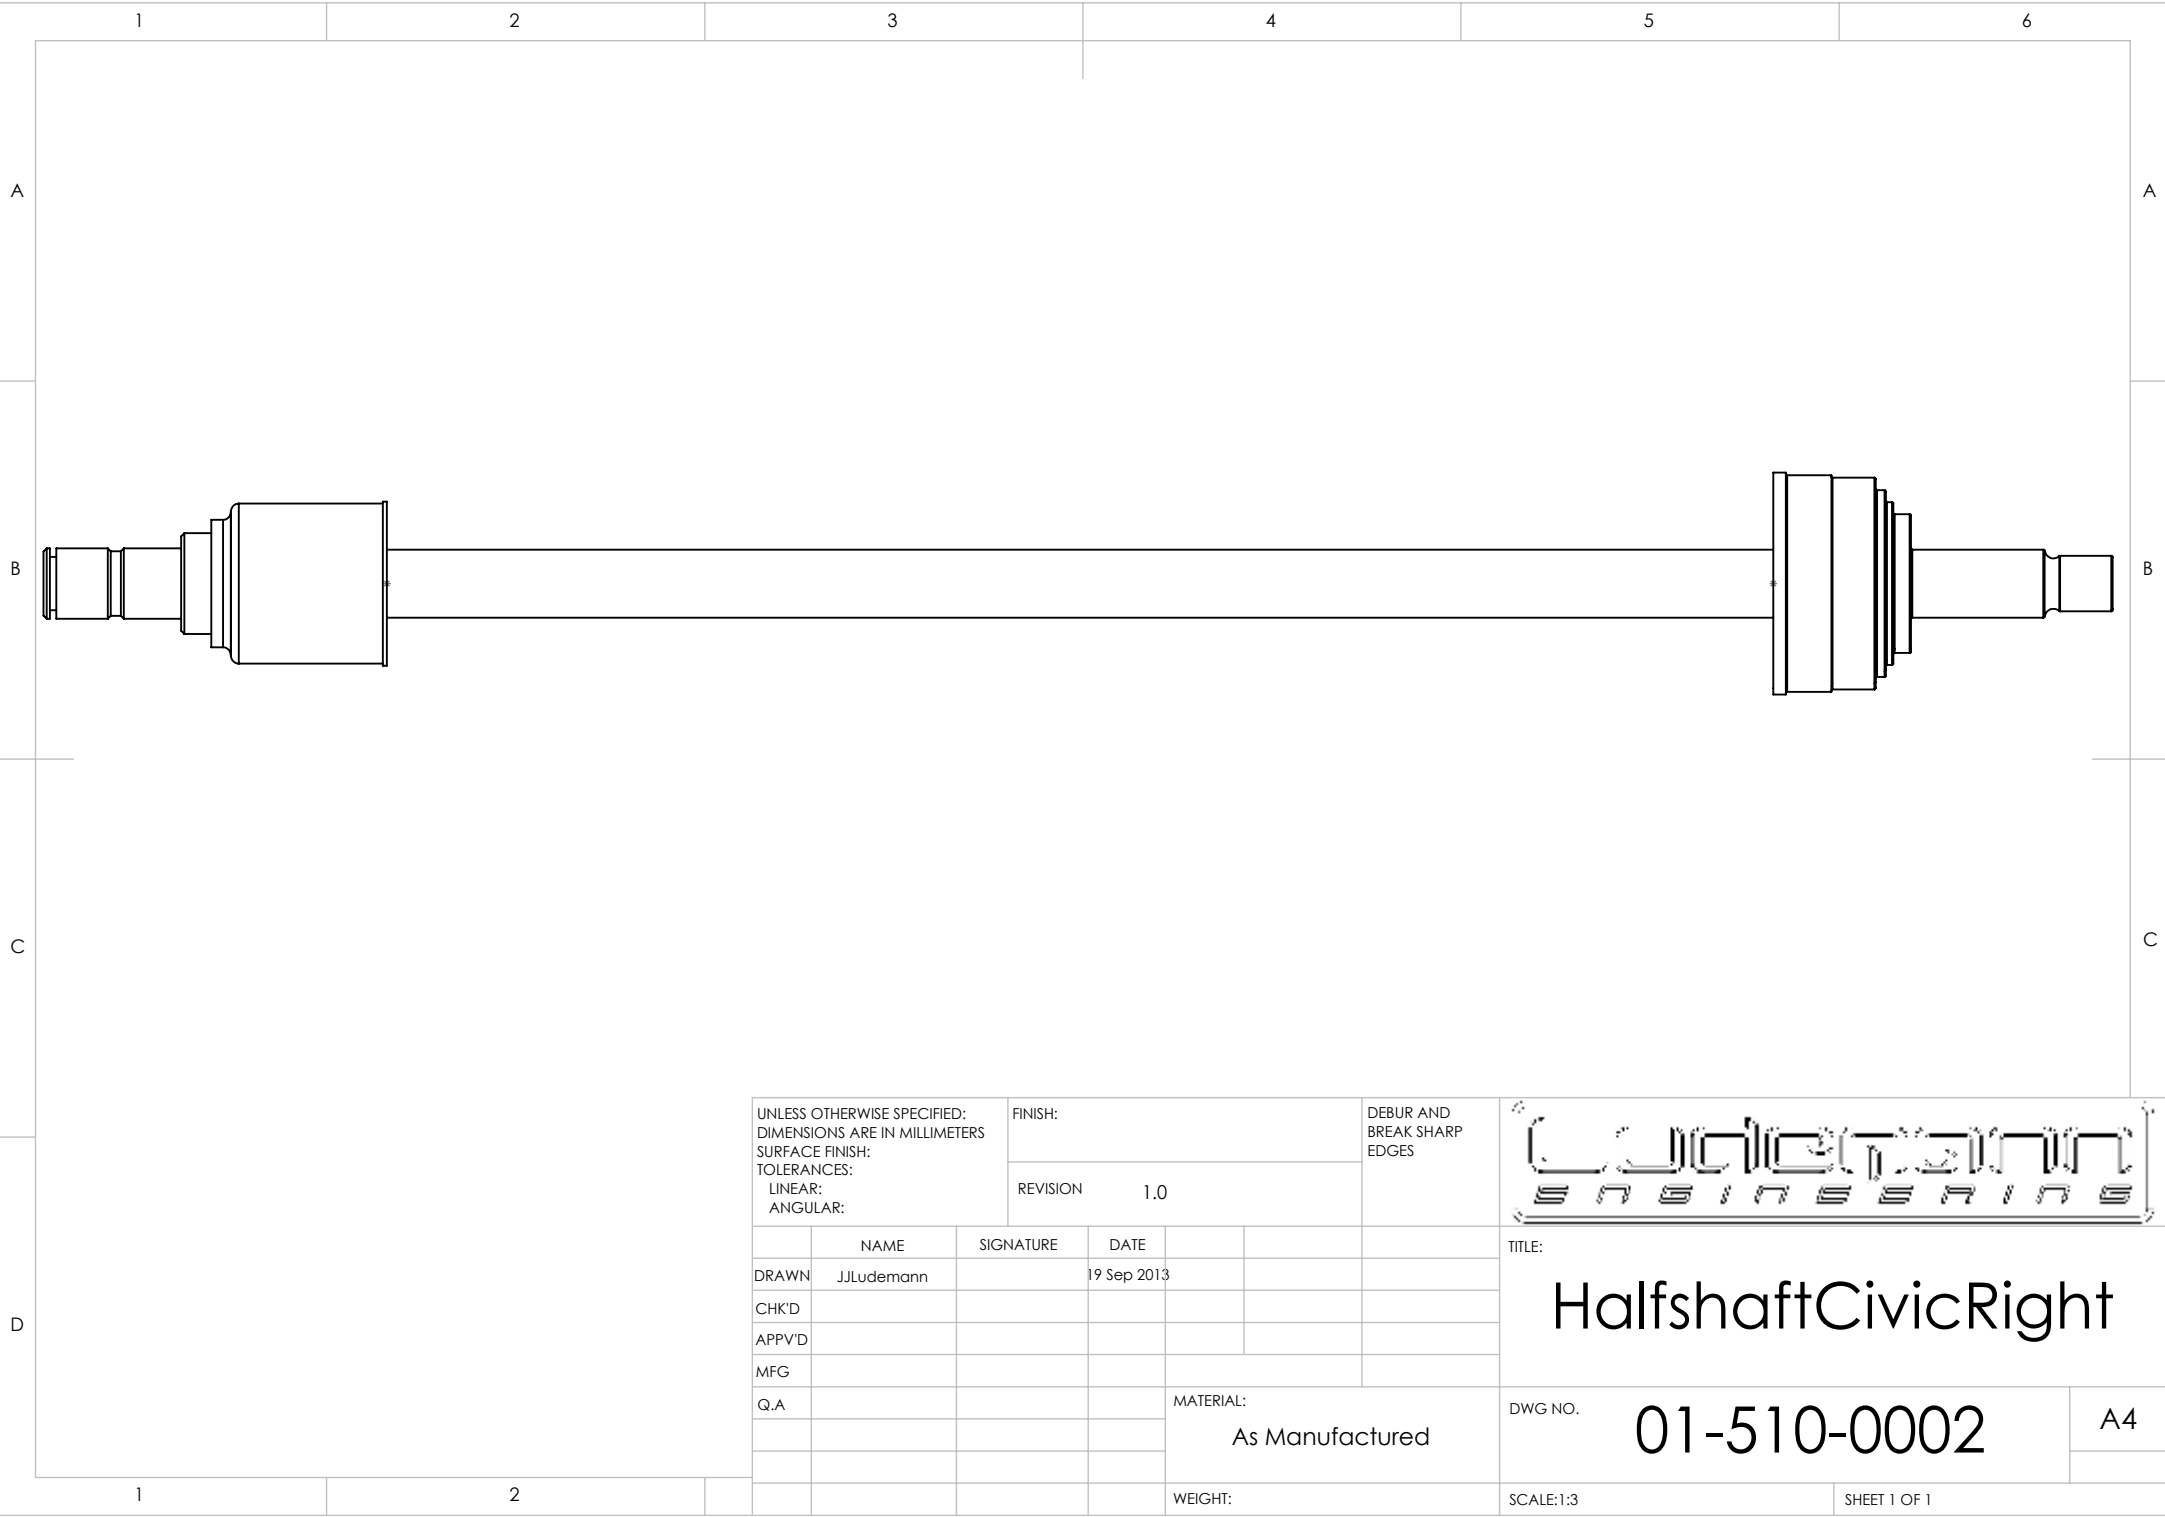 1 2 3 4 5 6
A A
B B
C C
D
UNLESS OTHERWISE SPECIFIED:
DIMENSIONS ARE IN MILLIMETERS
SURFACE FINISH:
TOLERANCES:
LINEAR:
ANGULAR:
FINISH:
REVISION 1.0
DEBUR AND
BREAK SHARP
EDGES
Ludemann
ENGINEERING
NAME SIGNATURE DATE
DRAWN JJLudemann 19 Sep 2013
CHK'D
APPV'D
MFG
Q.A
MATERIAL:
As Manufactured
WEIGHT:
TITLE:
HalfshaftCivicRight
DWG NO. 01-510-0002 A4
SCALE:1:3 SHEET 1 OF 1
1 2